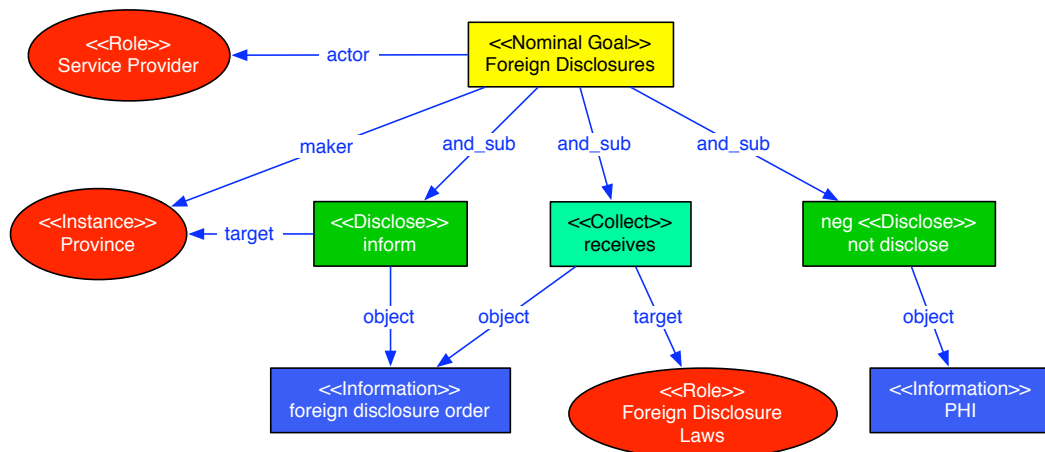 <<Role>>
Service Provider
actor
<<Nominal Goal>>
Foreign Disclosures
maker
and_sub
and_sub
and_sub
<<Instance>>
Province
target
<<Disclose>>
inform
<<Collect>>
receives
neg <<Disclose>>
not disclose
object
object
target
object
<<Information>>
foreign disclosure order
<<Role>>
Foreign Disclosure
Laws
<<Information>>
PHI